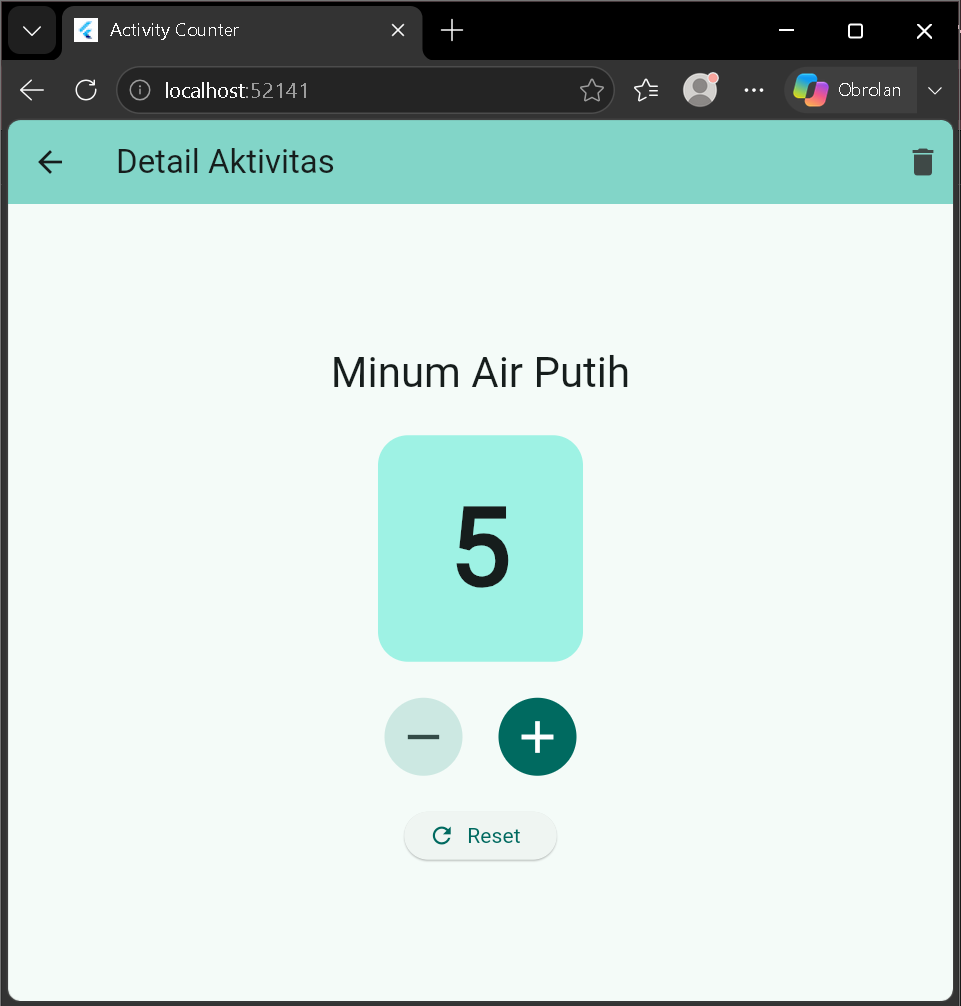 Activity Counter
localhost:52141
Obrolan
Detail Aktivitas
Minum Air Putih
5
Reset